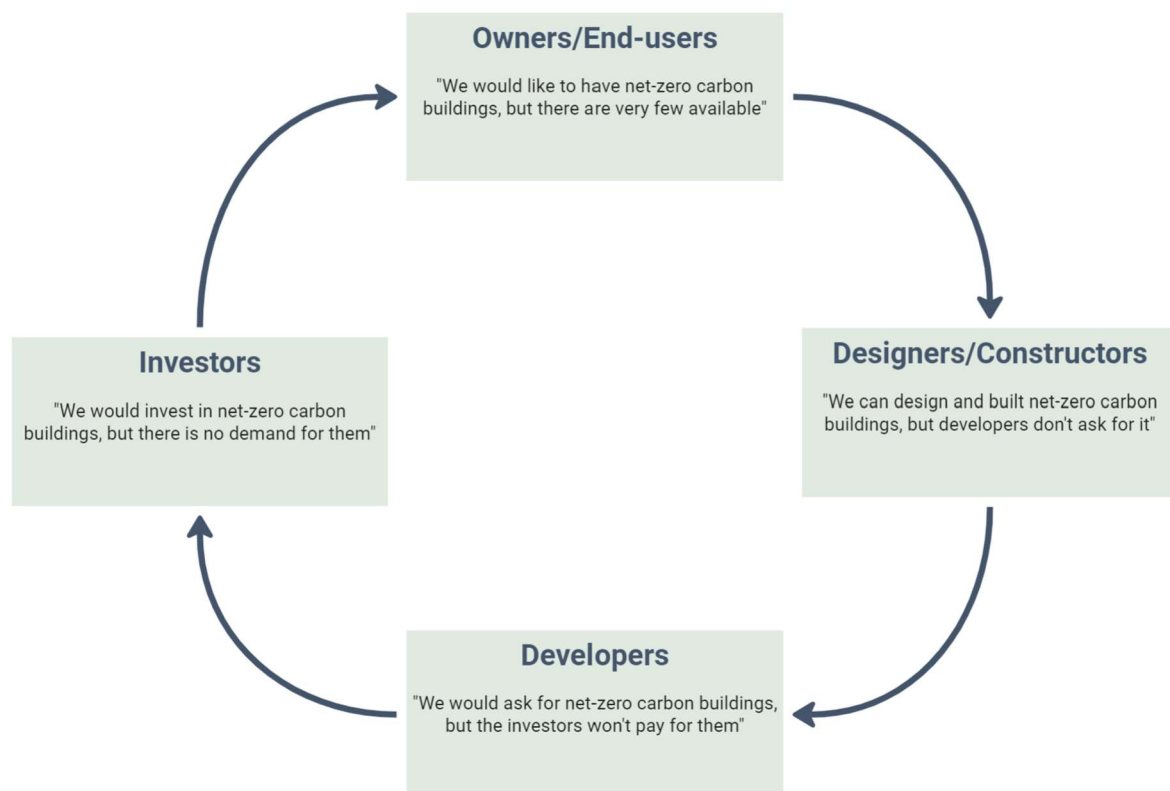 Owners/End-users
"We would like to have net-zero carbon
buildings, but there are very few available"
Designers/Constructors
"We can design and built net-zero carbon
buildings, but developers don't ask for it"
Developers
"We would ask for net-zero carbon buildings,
but the investors won't pay for them"
Investors
"We would invest in net-zero carbon
buildings, but there is no demand for them"